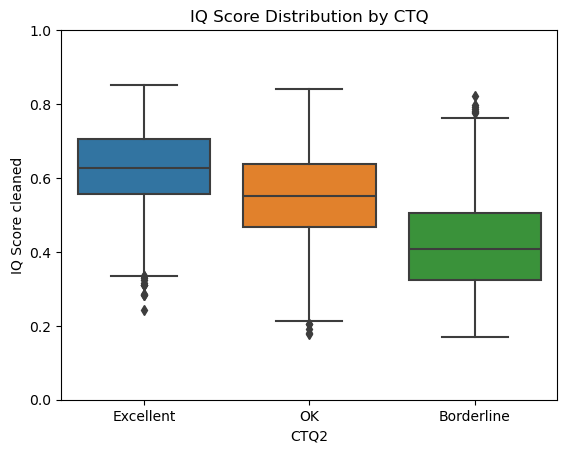 IQ Score Distribution by CTQ
IQ Score cleaned
1.0
0.8
0.6
0.4
0.2
0.0
Excellent
OK
Borderline
CTQ2